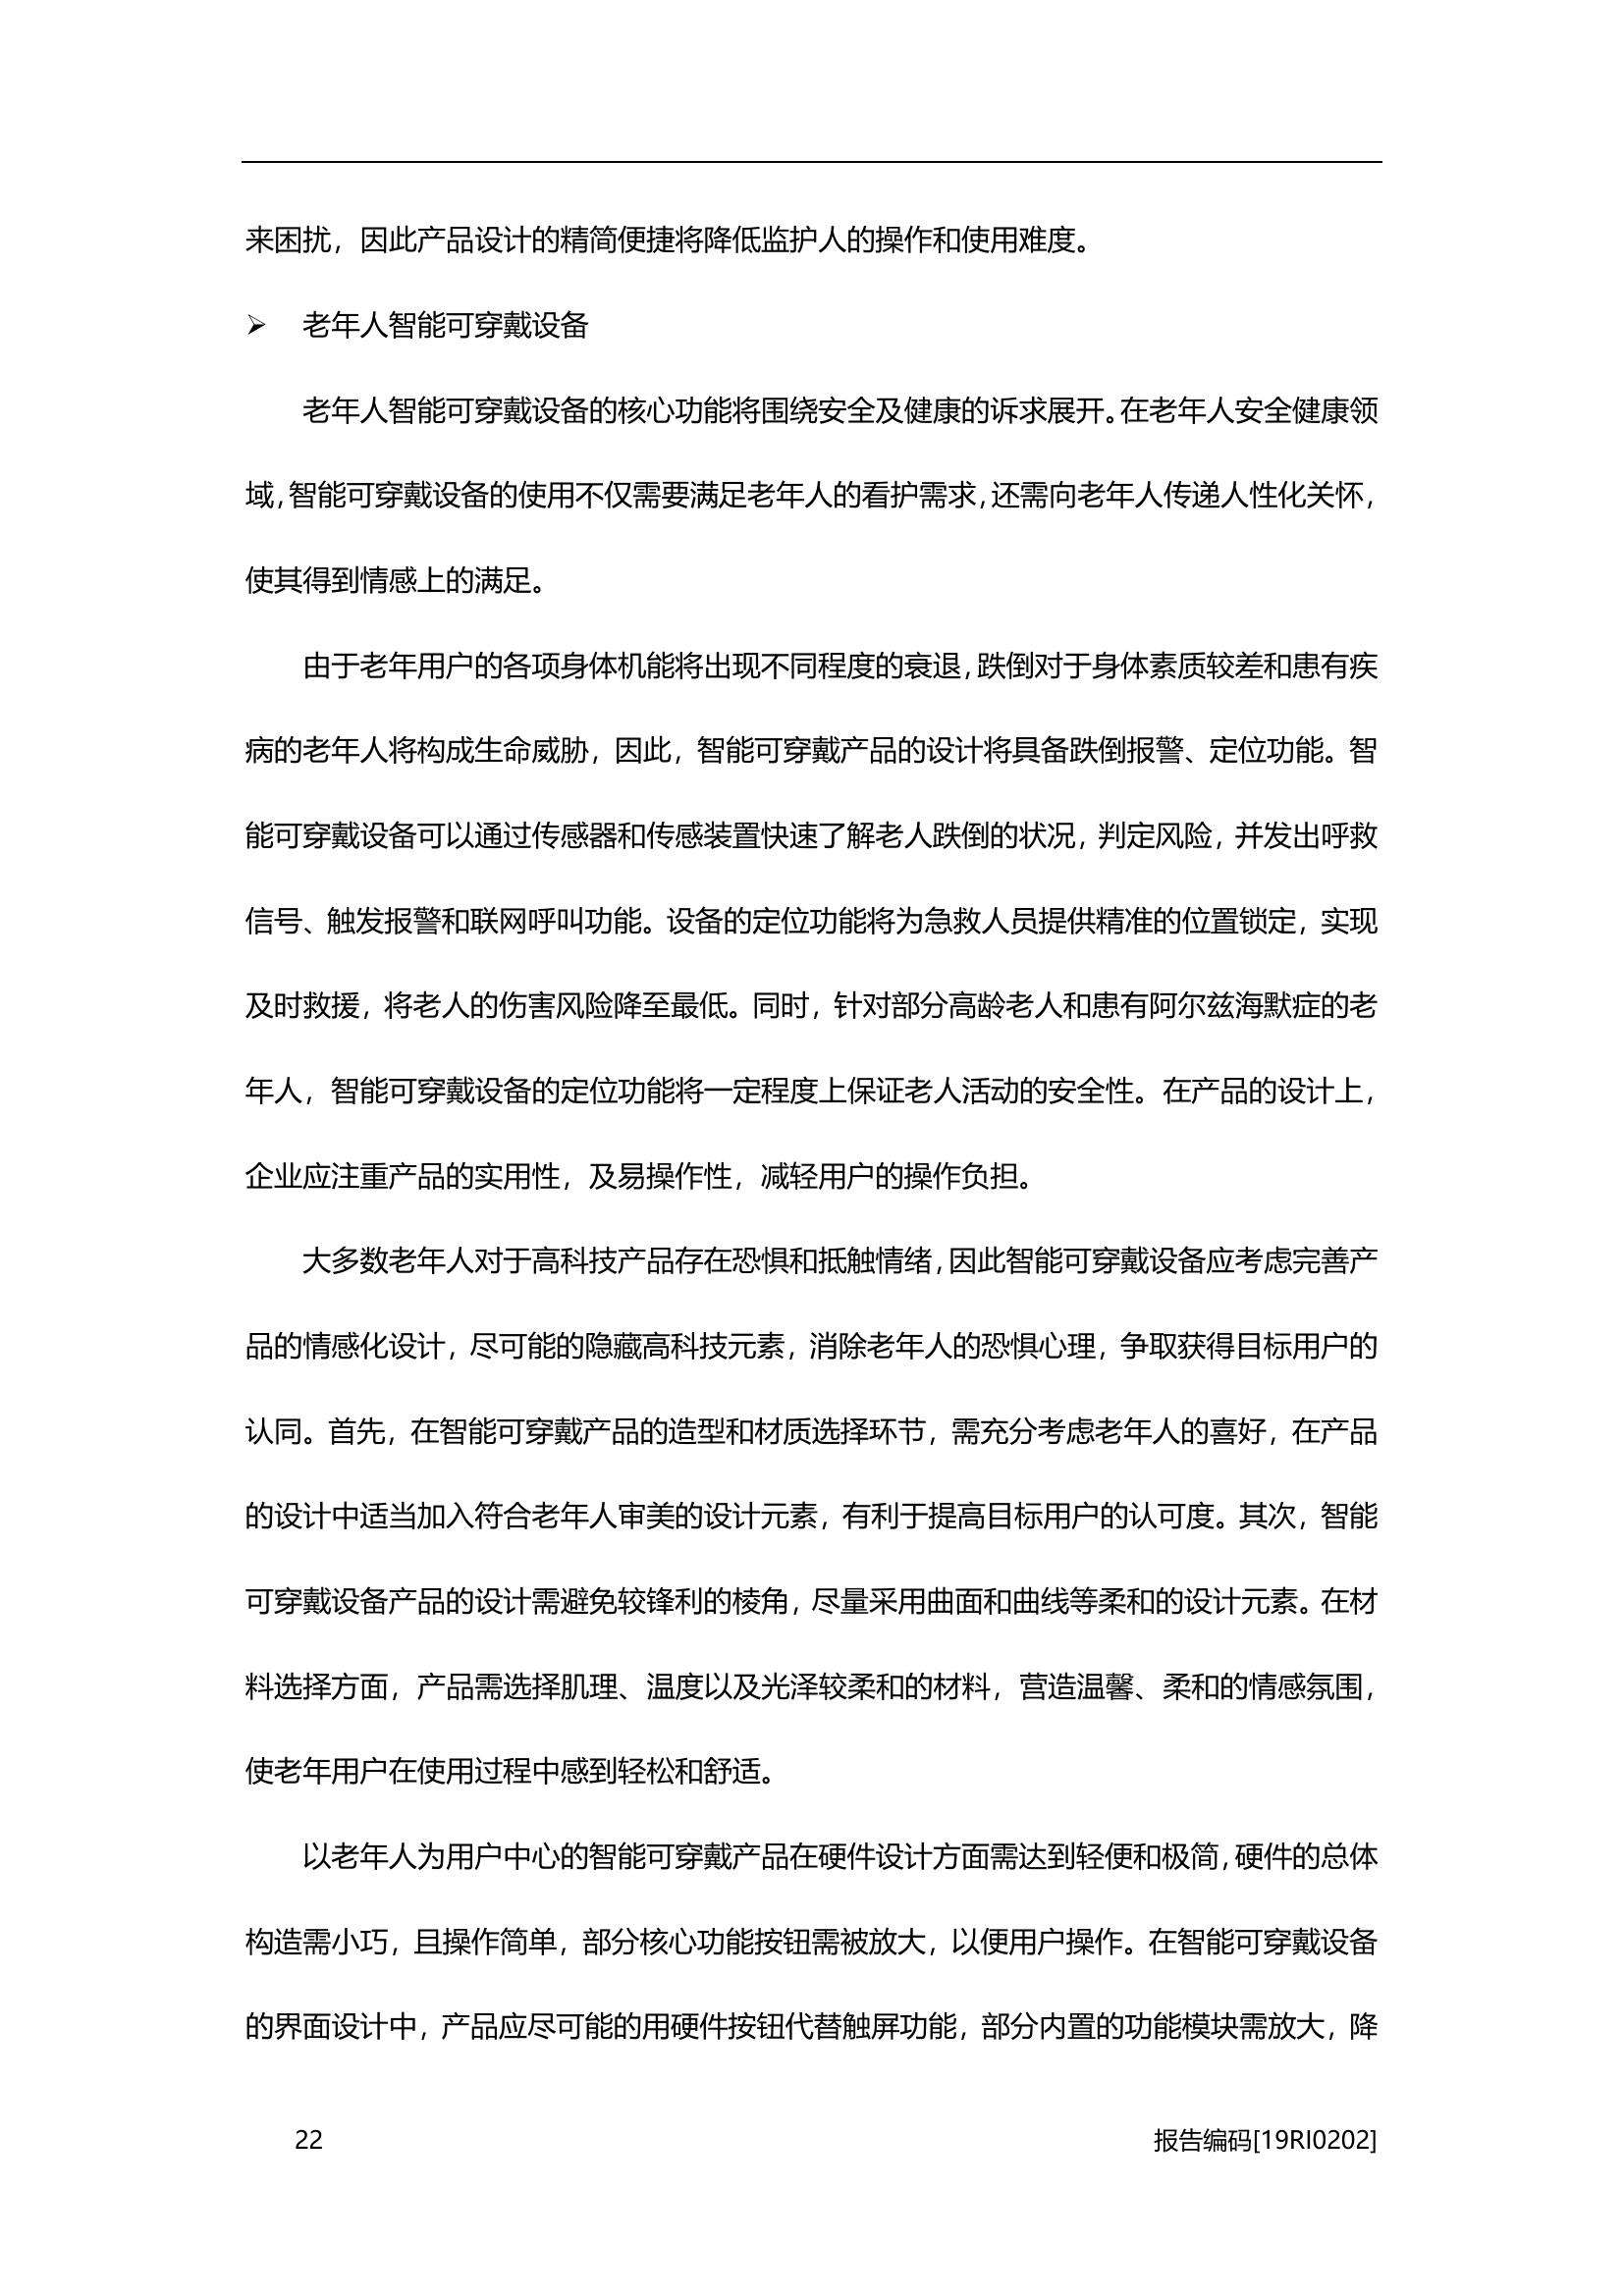 来困扰，因此产品设计的精简便捷将降低监护人的操作和使用难度。
➢ 老年人智能可穿戴设备
老年人智能可穿戴设备的核心功能将围绕安全及健康的诉求展开。在老年人安全健康领
域，智能可穿戴设备的使用不仅需要满足老年人的看护需求，还需向老年人传递人性化关怀，
使其得到情感上的满足。
由于老年用户的各项身体机能将出现不同程度的衰退，跌倒对于身体素质较差和患有疾
病的老年人将构成生命威胁，因此，智能可穿戴产品的设计将具备跌倒报警、定位功能。智
能可穿戴设备可以通过传感器和传感装置快速了解老人跌倒的状况，判定风险，并发出呼救
信号、触发报警和联网呼叫功能。设备的定位功能将为急救人员提供精准的位置锁定，实现
及时救援，将老人的伤害风险降至最低。同时，针对部分高龄老人和患有阿尔兹海默症的老
年人，智能可穿戴设备的定位功能将一定程度上保证老人活动的安全性。在产品的设计上，
企业应注重产品的实用性，及易操作性，减轻用户的操作负担。
大多数老年人对于高科技产品存在恐惧和抵触情绪，因此智能可穿戴设备应考虑完善产
品的情感化设计，尽可能的隐藏高科技元素，消除老年人的恐惧心理，争取获得目标用户的
认同。首先，在智能可穿戴产品的造型和材质选择环节，需充分考虑老年人的喜好，在产品
的设计中适当加入符合老年人审美的设计元素，有利于提高目标用户的认可度。其次，智能
可穿戴设备产品的设计需避免较锋利的棱角，尽量采用曲面和曲线等柔和的设计元素。在材
料选择方面，产品需选择肌理、温度以及光泽较柔和的材料，营造温馨、柔和的情感氛围，
使老年用户在使用过程中感到轻松和舒适。
以老年人为用户中心的智能可穿戴产品在硬件设计方面需达到轻便和极简，硬件的总体
构造需小巧，且操作简单，部分核心功能按钮需被放大，以便用户操作。在智能可穿戴设备
的界面设计中，产品应尽可能的用硬件按钮代替触屏功能，部分内置的功能模块需放大，降
22 报告编码[19RI0202]